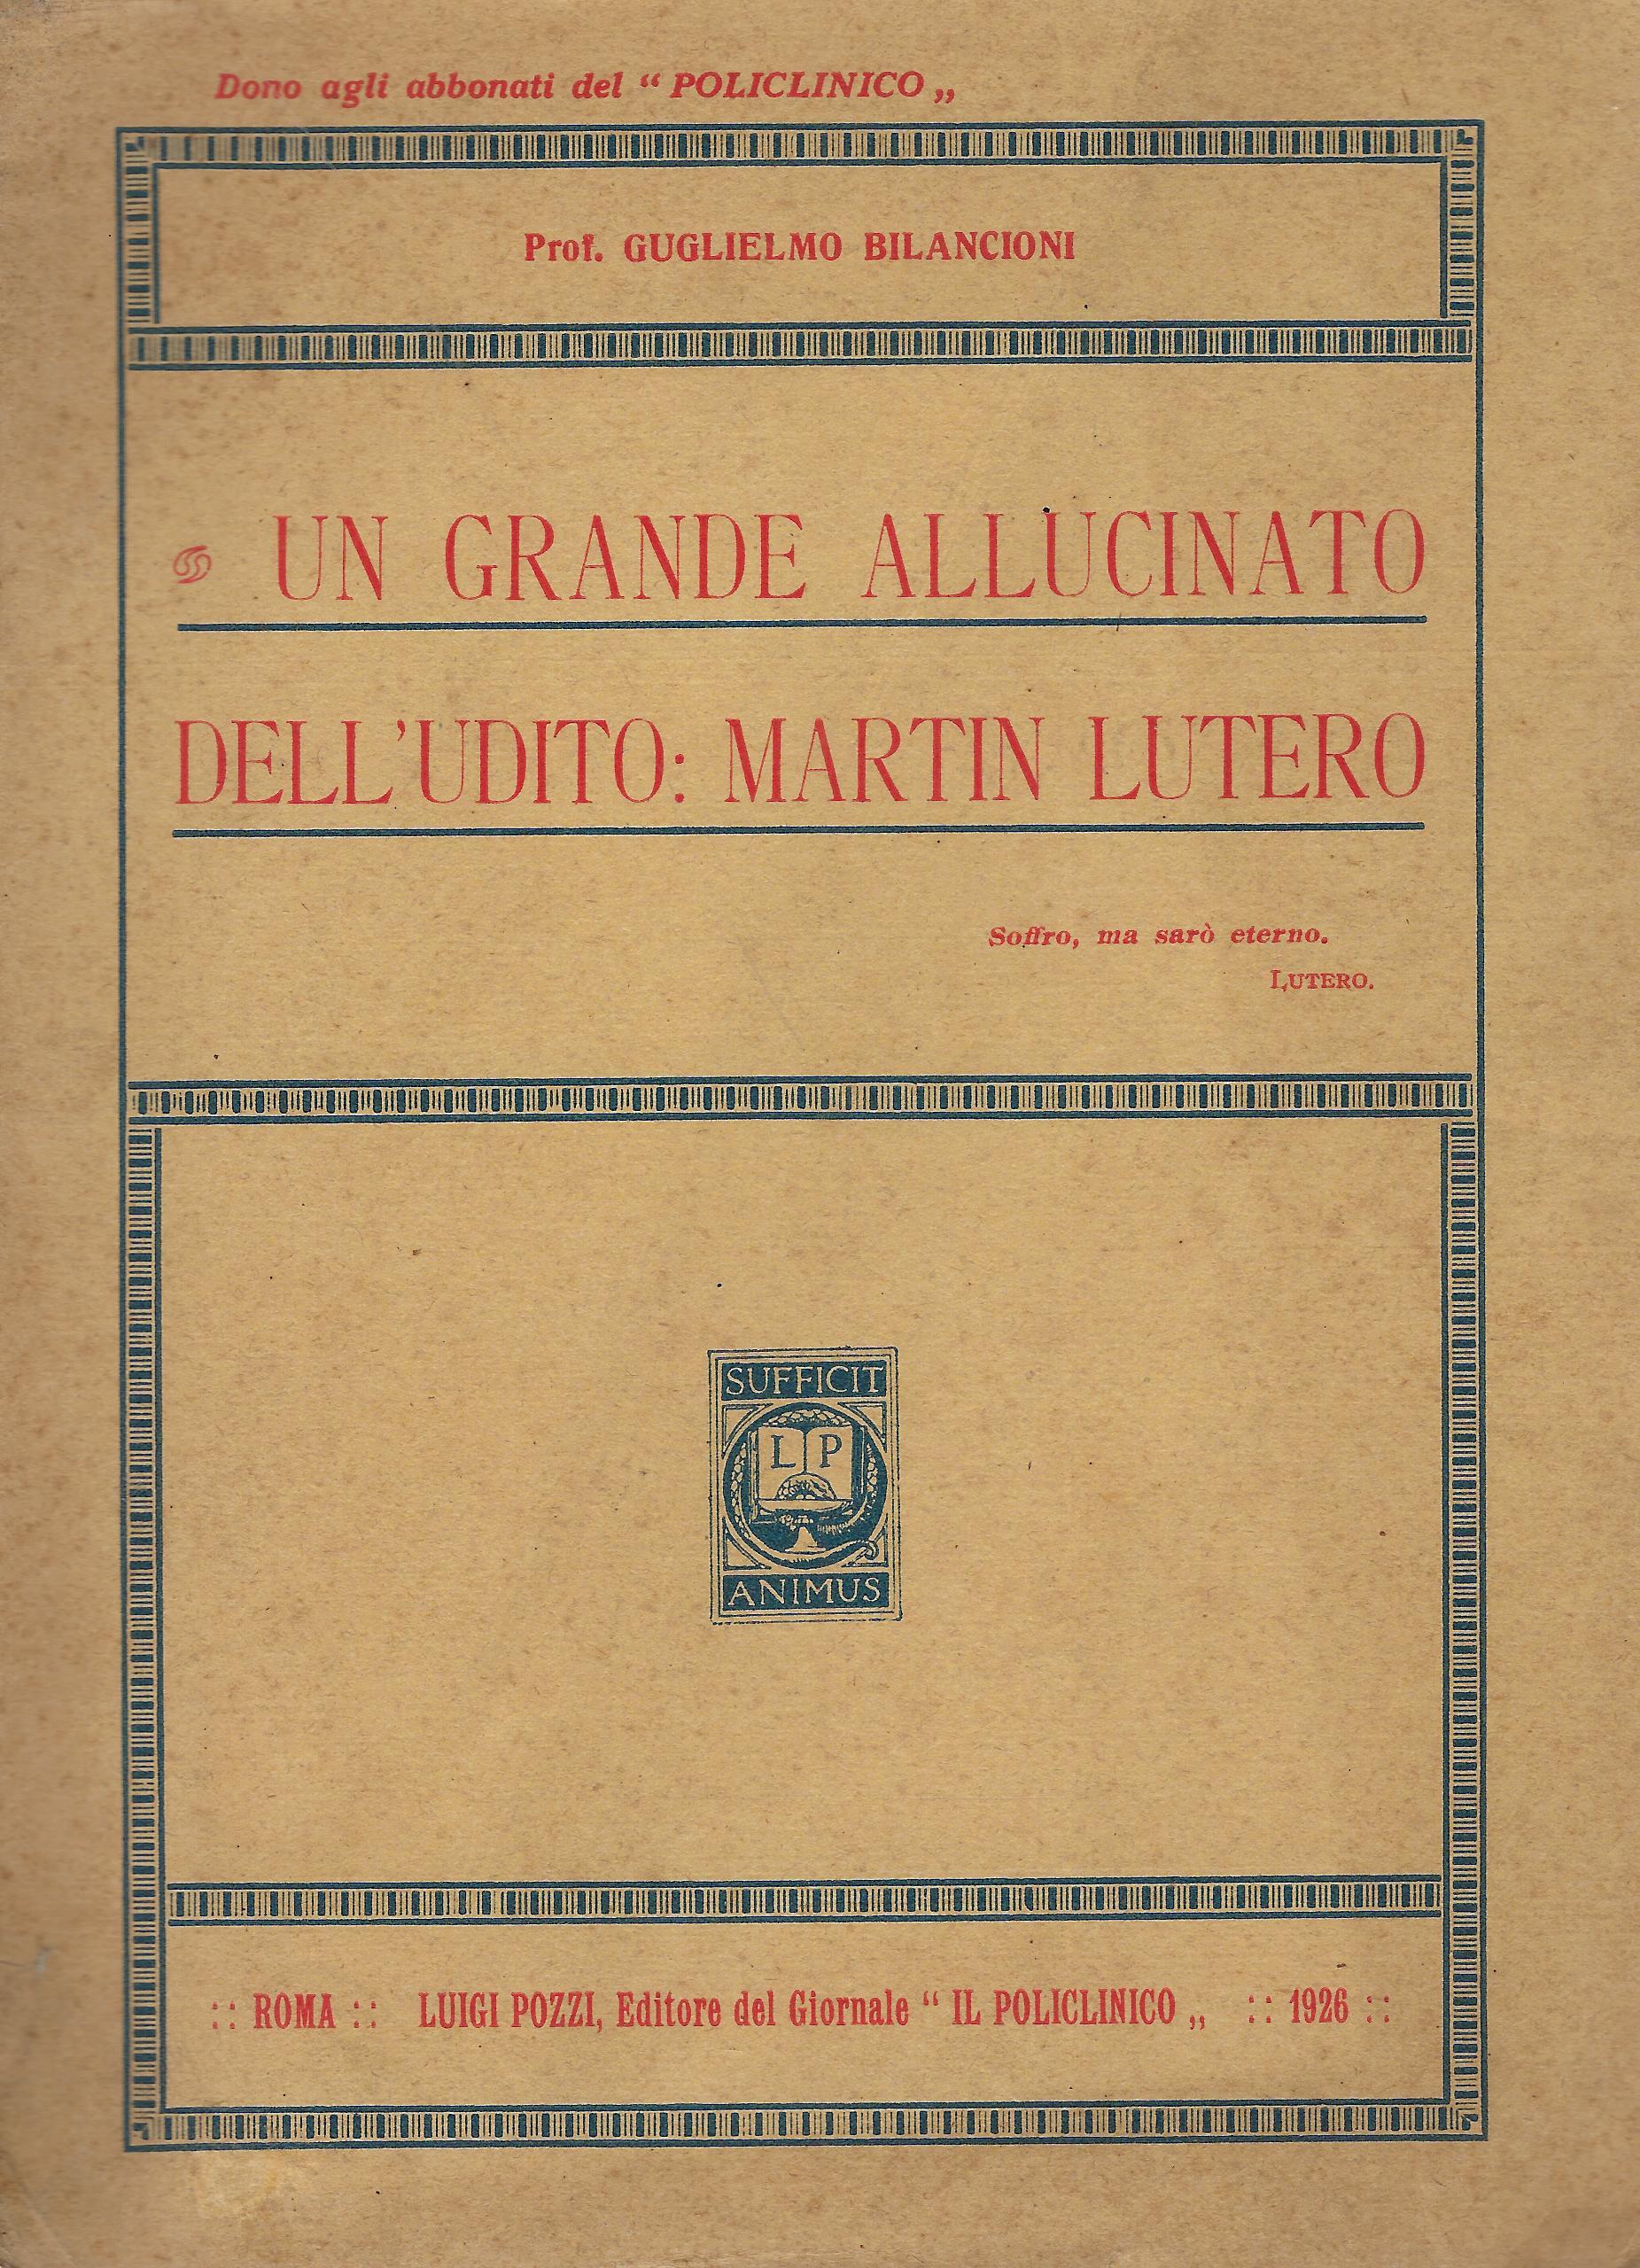 Dono agli abbonati del “ POLICLINICO „
Prof. GUGLIELMO BILANCIONI
UN GRANDE ALLUCINATO
DELL'UDITO: MARTIN LUTERO
Soffro, ma sarò eterno.
LUTERO.
SUFFICIT
L P
ANIMUS
:: ROMA :: LUIGI POZZI, Editore del Giornale “ IL POLICLINICO „ :: 1926 ::